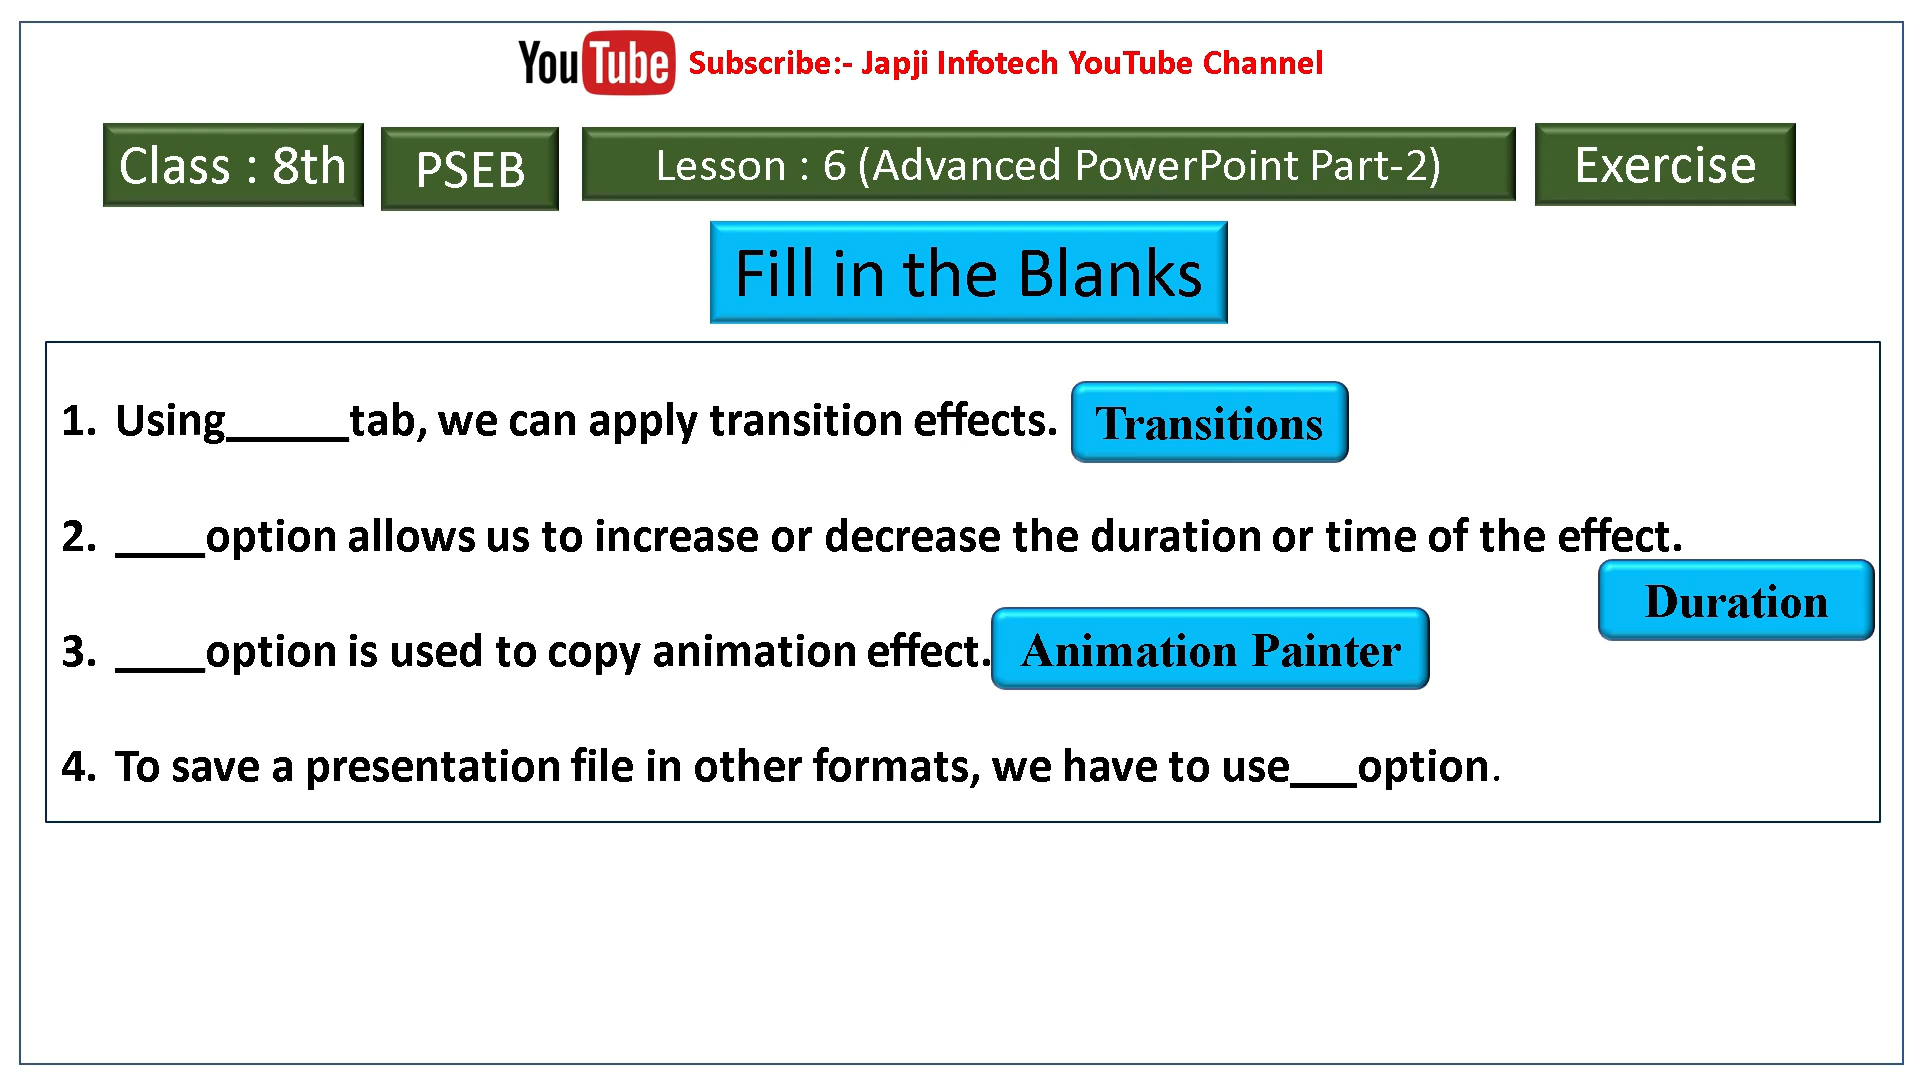 YouTube Subscribe:- Japji Infotech YouTube Channel
Class : 8th PSEB Lesson : 6 (Advanced PowerPoint Part-2) Exercise
Fill in the Blanks
1. Using_____tab, we can apply transition effects. Transitions
2. ____option allows us to increase or decrease the duration or time of the effect.
Duration
3. ____option is used to copy animation effect. Animation Painter
4. To save a presentation file in other formats, we have to use___option.